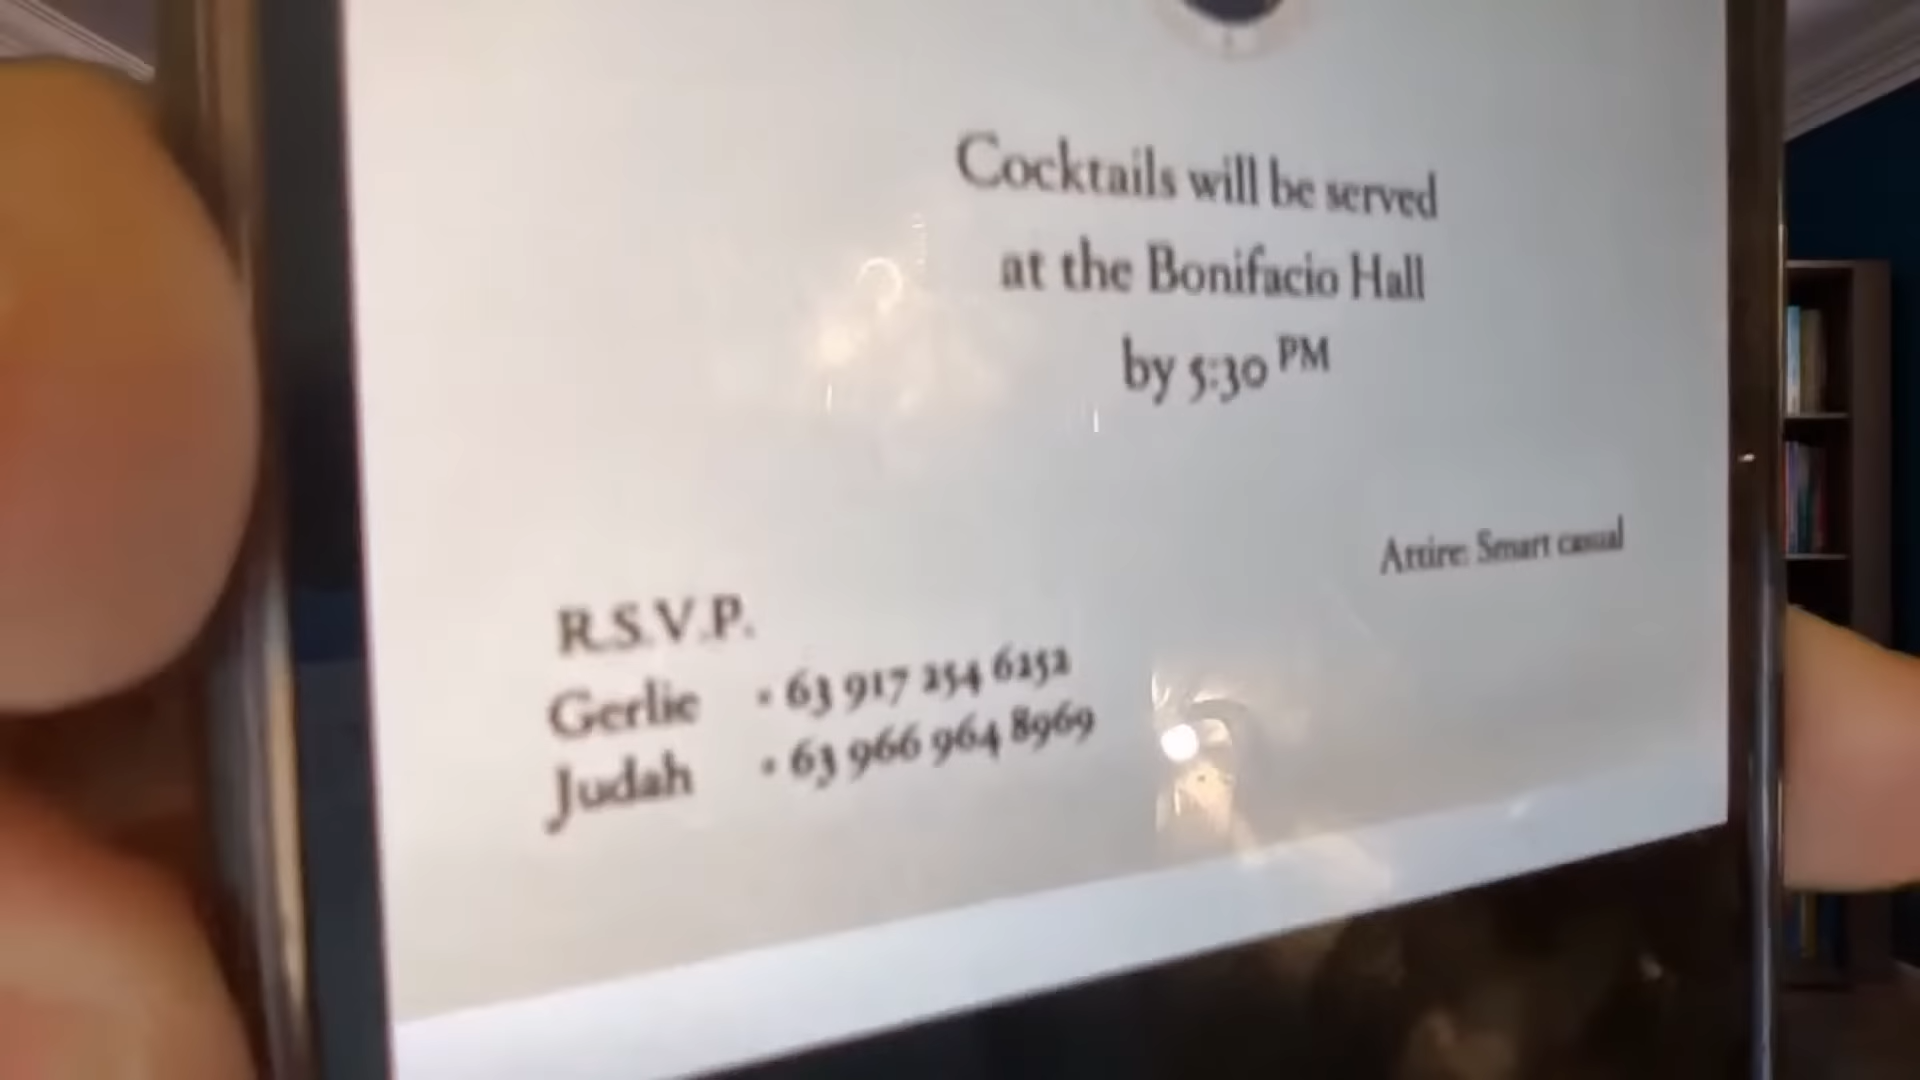 Cocktails will be served
at the Bonifacio Hall
by 5:30 PM
Attire: Smart casual
R.S.V.P.
Gerlie + 63 917 254 6252
Judah + 63 966 964 8969